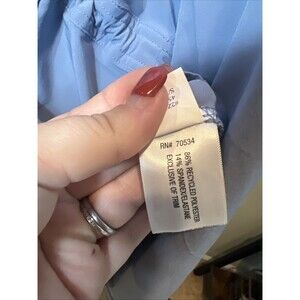 RN# 70534
86% RECYCLED POLYESTER
14% SPANDEX/ELASTANE
EXCLUSIVE OF TRIM